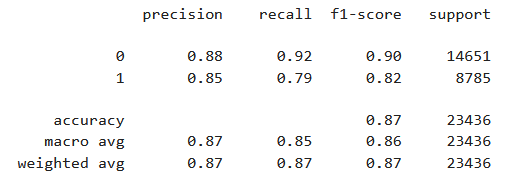 precision recall f1-score support
0 0.88 0.92 0.90 14651
1 0.85 0.79 0.82 8785
accuracy 0.87 23436
macro avg 0.87 0.85 0.86 23436
weighted avg 0.87 0.87 0.87 23436